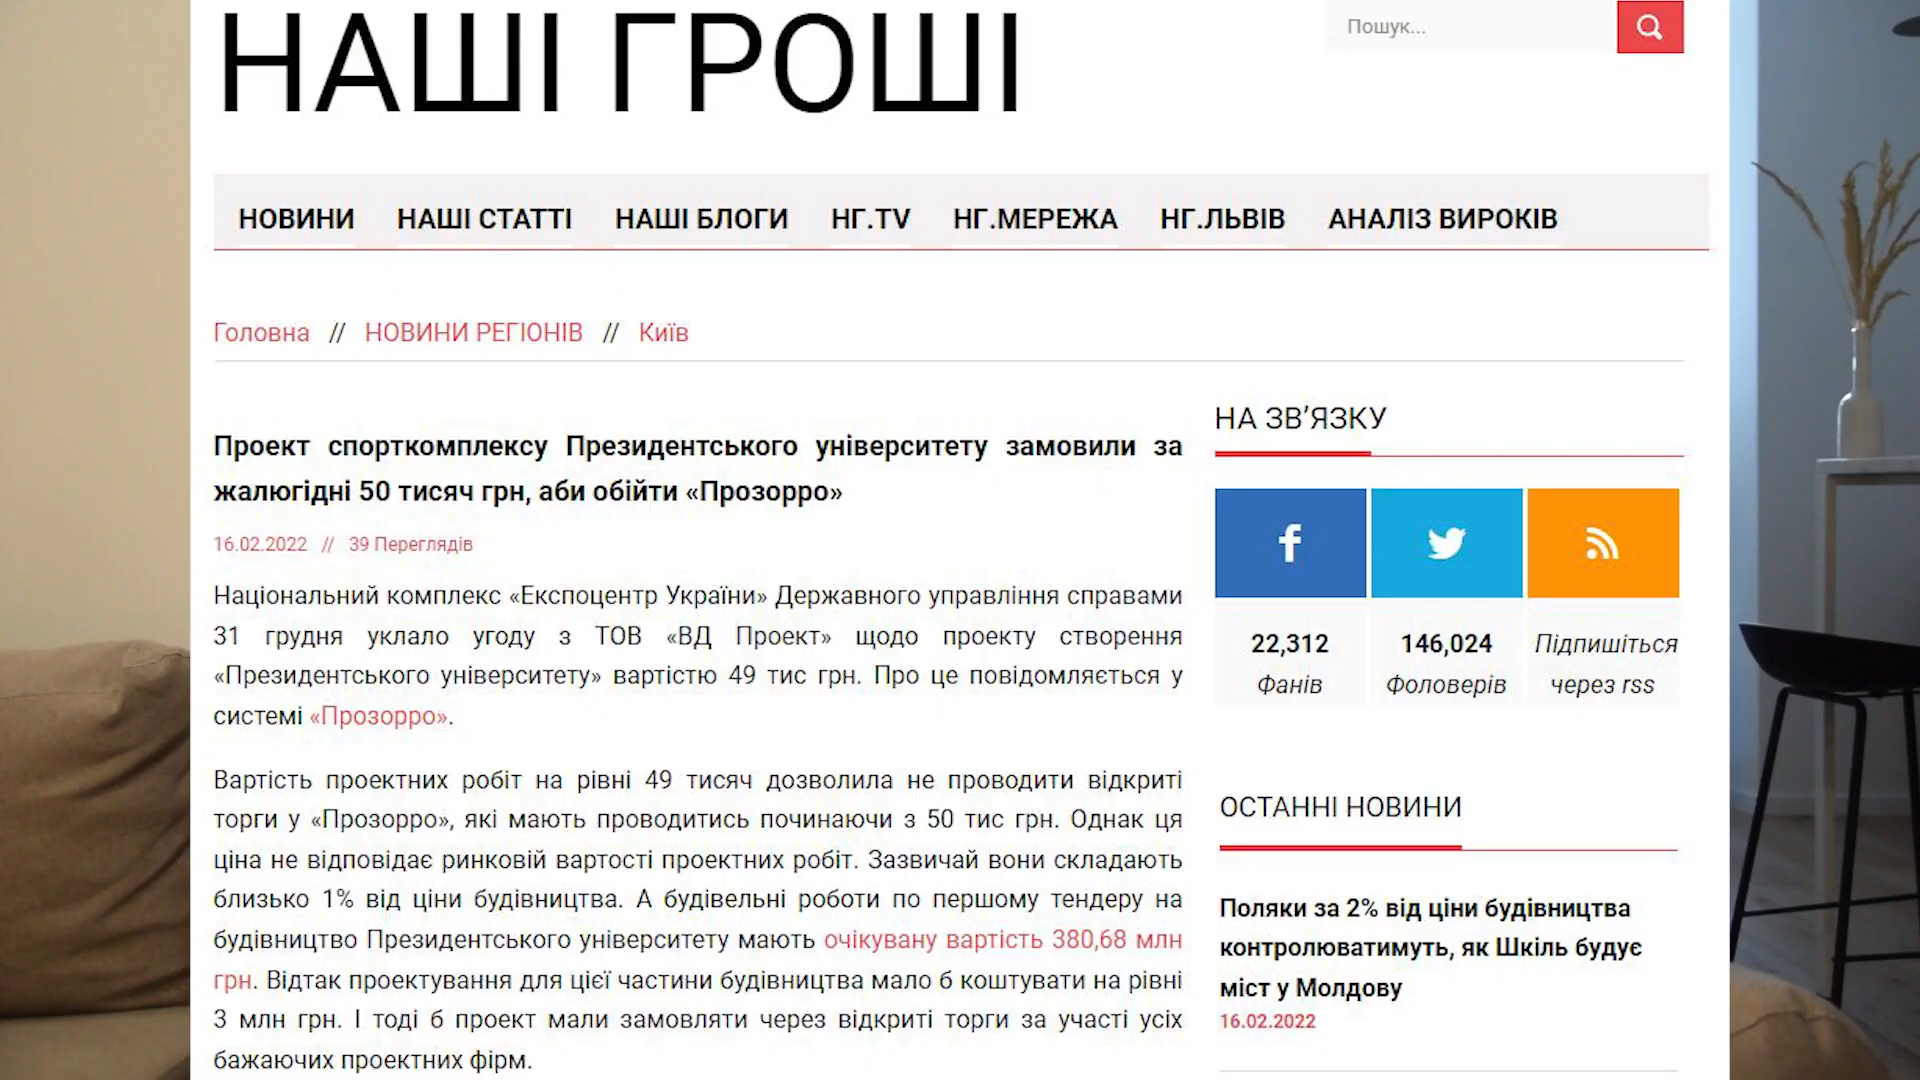 НАШІ ГРОШІ
Пошук...
НОВИНИ НАШІ СТАТТІ НАШІ БЛОГИ НГ.TV НГ.МЕРЕЖА НГ.ЛЬВІВ АНАЛІЗ ВИРОКІВ
Головна // НОВИНИ РЕГІОНІВ // Київ
Проект спорткомплексу Президентського університету замовили за
жалюгідні 50 тисяч грн, аби обійти «Прозорро»
16.02.2022 // 39 Переглядів
Національний комплекс «Експоцентр України» Державного управління справами
31 грудня уклало угоду з ТОВ «ВД Проект» щодо проекту створення
«Президентського університету» вартістю 49 тис грн. Про це повідомляється у
системі «Прозорро».
Вартість проектних робіт на рівні 49 тисяч дозволила не проводити відкриті
торги у «Прозорро», які мають проводитись починаючи з 50 тис грн. Однак ця
ціна не відповідає ринковій вартості проектних робіт. Зазвичай вони складають
близько 1% від ціни будівництва. А будівельні роботи по першому тендеру на
будівництво Президентського університету мають очікувану вартість 380,68 млн
грн. Відтак проектування для цієї частини будівництва мало б коштувати на рівні
3 млн грн. І тоді б проект мали замовляти через відкриті торги за участі усіх
бажаючих проектних фірм.
НА ЗВ’ЯЗКУ
22,312 146,024 Підпишіться
Фанів Фоловерів через rss
ОСТАННІ НОВИНИ
Поляки за 2% від ціни будівництва
контролюватимуть, як Шкіль будує
міст у Молдову
16.02.2022